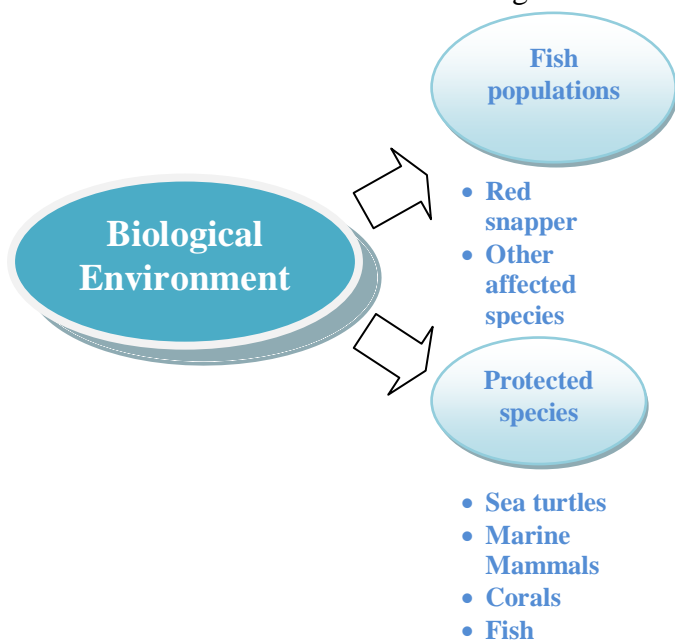 Fish
populations
Biological
Environment
• Red
snapper
• Other
affected
species
Protected
species
• Sea turtles
• Marine
Mammals
• Corals
• Fish